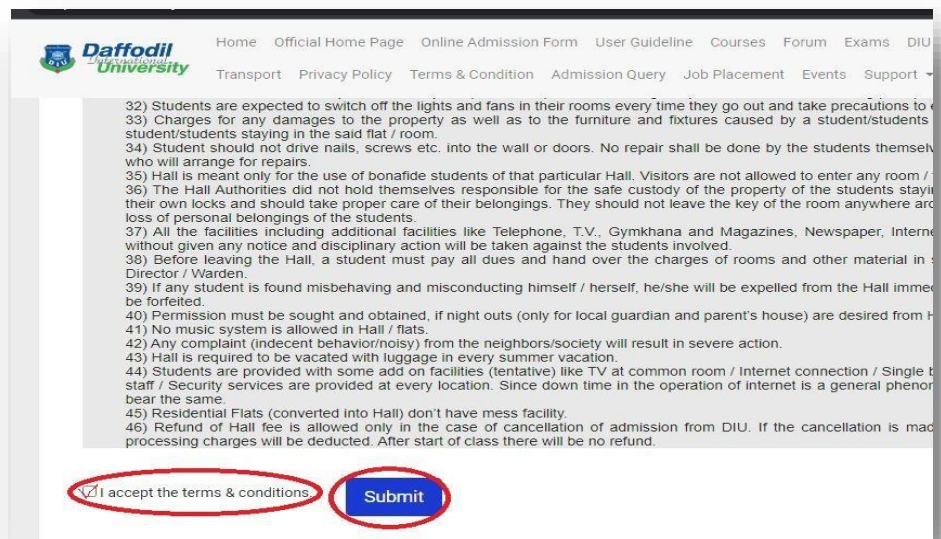 Daffodil
International
University
DIU
Home Official Home Page Online Admission Form User Guideline Courses Forum Exams DIU
Transport Privacy Policy Terms & Condition Admission Query Job Placement Events Support
32) Students are expected to switch off the lights and fans in their rooms every time they go out and take precautions to
33) Charges for any damages to the property as well as to the furniture and fixtures caused by a student/students
student/students staying in the said flat / room.
34) Student should not drive nails, screws etc. into the wall or doors. No repair shall be done by the students
who will arrange for repairs.
35) Hall is meant only for the use of bonafide students of that particular Hall. Visitors are not allowed to enter any room /
36) The Hall Authorities did not hold themselves responsible for the safe custody of the property of the students
their own locks and should take proper care of their belongings. They should not leave the key of the room anywhere
loss of personal belongings of the students.
37) All the facilities including additional facilities like Telephone, T.V., Gymkhana and Magazines, Newspaper,
without given any notice and disciplinary action will be taken against the students involved.
38) Before leaving the Hall, a student must pay all dues and hand over the charges of rooms and other material in
Director / Warden.
39) If any student is found misbehaving and misconducting himself / herself, he/she will be expelled from the Hall
be forfeited.
40) Permission must be sought and obtained, if night outs (only for local guardian and parent's house) are desired from
41) No music system is allowed in Hall / flats.
42) Any complaint (indecent behavior/noisy) from the neighbors/society will result in severe action.
43) Hall is required to be vacated with luggage in every summer vacation.
44) Students are provided with some add on facilities (tentative) like TV at common room / Internet connection / Single
staff / Security services are provided at every location. Since down time in the operation of internet is a general
bear the same.
45) Residential Flats (converted into Hall) don't have mess facility.
46) Refund of Hall fee is allowed only in the case of cancellation of admission from DIU. If the cancellation is
processing charges will be deducted. After start of class there will be no refund.
I accept the terms & conditions.
Submit